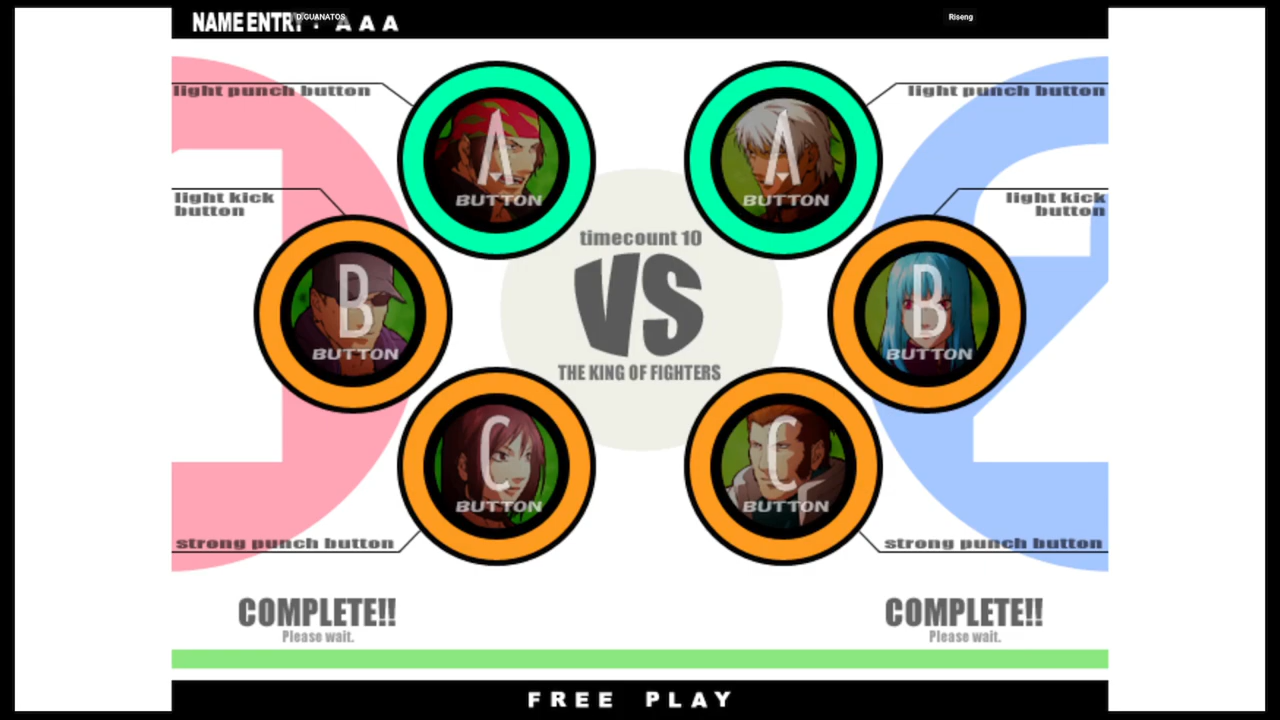 NAME ENTRY : AAA
D.GUANATOS
Riseng
light punch button
light punch button
A
BUTTON
A
BUTTON
light kick
button
light kick
button
timecount 10
VS
THE KING OF FIGHTERS
B
BUTTON
B
BUTTON
C
BUTTON
C
BUTTON
strong punch button
strong punch button
COMPLETE!!
Please wait.
COMPLETE!!
Please wait.
FREE PLAY